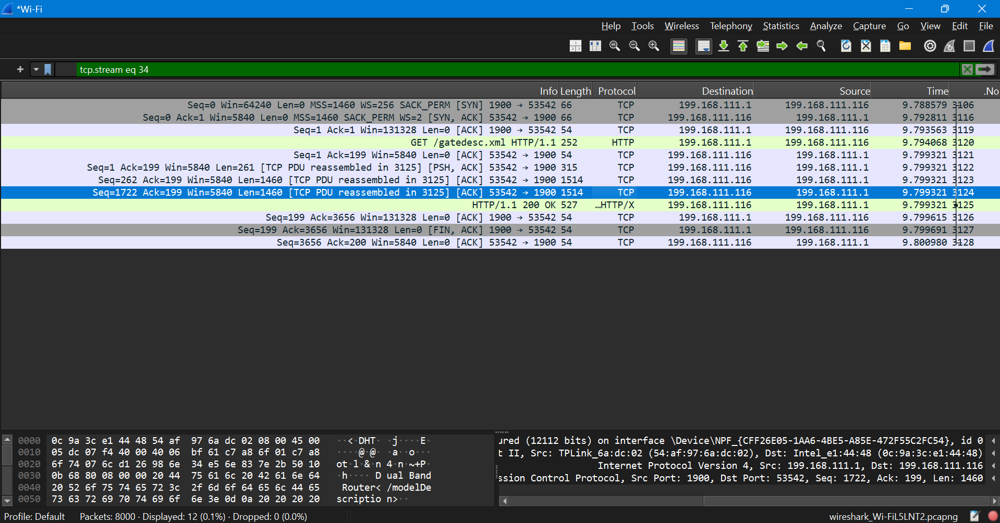 *Wi-Fi
Help Tools Wireless Telephony Statistics Analyze Capture Go View Edit File
tcp.stream eq 34
Info Length Protocol Destination Source Time .No
Seq=0 Win=64240 Len=0 MSS=1460 WS=256 SACK_PERM [SYN] 1900 → 53542 66 TCP 199.168.111.1 199.168.111.116 9.788579 3106
Seq=0 Ack=1 Win=5840 Len=0 MSS=1460 SACK_PERM WS=2 [SYN, ACK] 53542 → 1900 66 TCP 199.168.111.116 199.168.111.1 9.792811 3116
Seq=1 Ack=1 Win=131328 Len=0 [ACK] 1900 → 53542 54 TCP 199.168.111.1 199.168.111.116 9.793563 3119
GET /gatedesc.xml HTTP/1.1 252 HTTP 199.168.111.1 199.168.111.116 9.794068 3120
Seq=1 Ack=199 Win=5840 Len=0 [ACK] 53542 → 1900 54 TCP 199.168.111.116 199.168.111.1 9.799321 3121
Seq=1 Ack=199 Win=5840 Len=261 [TCP PDU reassembled in 3125] [PSH, ACK] 53542 → 1900 315 TCP 199.168.111.116 199.168.111.1 9.799321 3122
Seq=262 Ack=199 Win=5840 Len=1460 [TCP PDU reassembled in 3125] [ACK] 53542 → 1900 1514 TCP 199.168.111.116 199.168.111.1 9.799321 3123
Seq=1722 Ack=199 Win=5840 Len=1460 [TCP PDU reassembled in 3125] [ACK] 53542 → 1900 1514 TCP 199.168.111.116 199.168.111.1 9.799321 3124
HTTP/1.1 200 OK 527 …HTTP/X 199.168.111.116 199.168.111.1 9.799321 3125
Seq=199 Ack=3656 Win=131328 Len=0 [ACK] 1900 → 53542 54 TCP 199.168.111.1 199.168.111.116 9.799615 3126
Seq=199 Ack=3656 Win=131328 Len=0 [FIN, ACK] 1900 → 53542 54 TCP 199.168.111.1 199.168.111.116 9.799691 3127
Seq=3656 Ack=200 Win=5840 Len=0 [ACK] 53542 → 1900 54 TCP 199.168.111.116 199.168.111.1 9.800980 3128
0000 0c 9a 3c e1 44 48 54 af 97 6a dc 02 08 00 45 00 ··<·DHT· ·j····E·
0010 05 dc 07 f4 40 00 40 06 bf 61 c7 a8 6f 01 c7 a8 ····@·@· ·a··o···
0020 6f 74 07 6c d1 26 98 6e 34 e5 6e 83 7e 2b 50 10 ot·l·&·n 4·n·~+P·
0030 0b 68 80 08 00 00 20 44 75 61 6c 20 42 61 6e 64 ·h···· D ual Band
0040 20 52 6f 75 74 65 72 3c 2f 6d 6f 64 65 6c 44 65 Router< /modelDe
0050 73 63 72 69 70 74 69 6f 6e 3e 0d 0a 20 20 20 20 scriptio n>··
ured (12112 bits) on interface \Device\NPF_{CFF26E05-1AA6-4BE5-A85E-472F55C2FC54}, id 0
t II, Src: TPLink_6a:dc:02 (54:af:97:6a:dc:02), Dst: Intel_e1:44:48 (0c:9a:3c:e1:44:48)
Internet Protocol Version 4, Src: 199.168.111.1, Dst: 199.168.111.116
ssion Control Protocol, Src Port: 1900, Dst Port: 53542, Seq: 1722, Ack: 199, Len: 1460
Profile: Default Packets: 8000 · Displayed: 12 (0.1%) · Dropped: 0 (0.0%) wireshark_Wi-FiL5LNT2.pcapng